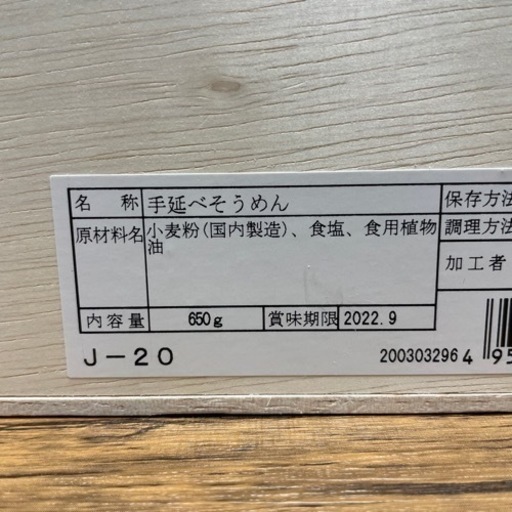 名 称 手延べそうめん
原材料名 小麦粉(国内製造)、食塩、食用植物
油
内容量 650g 賞味期限 2022.9
保存方法
調理方法
加工者
J-20 200303296 4 95